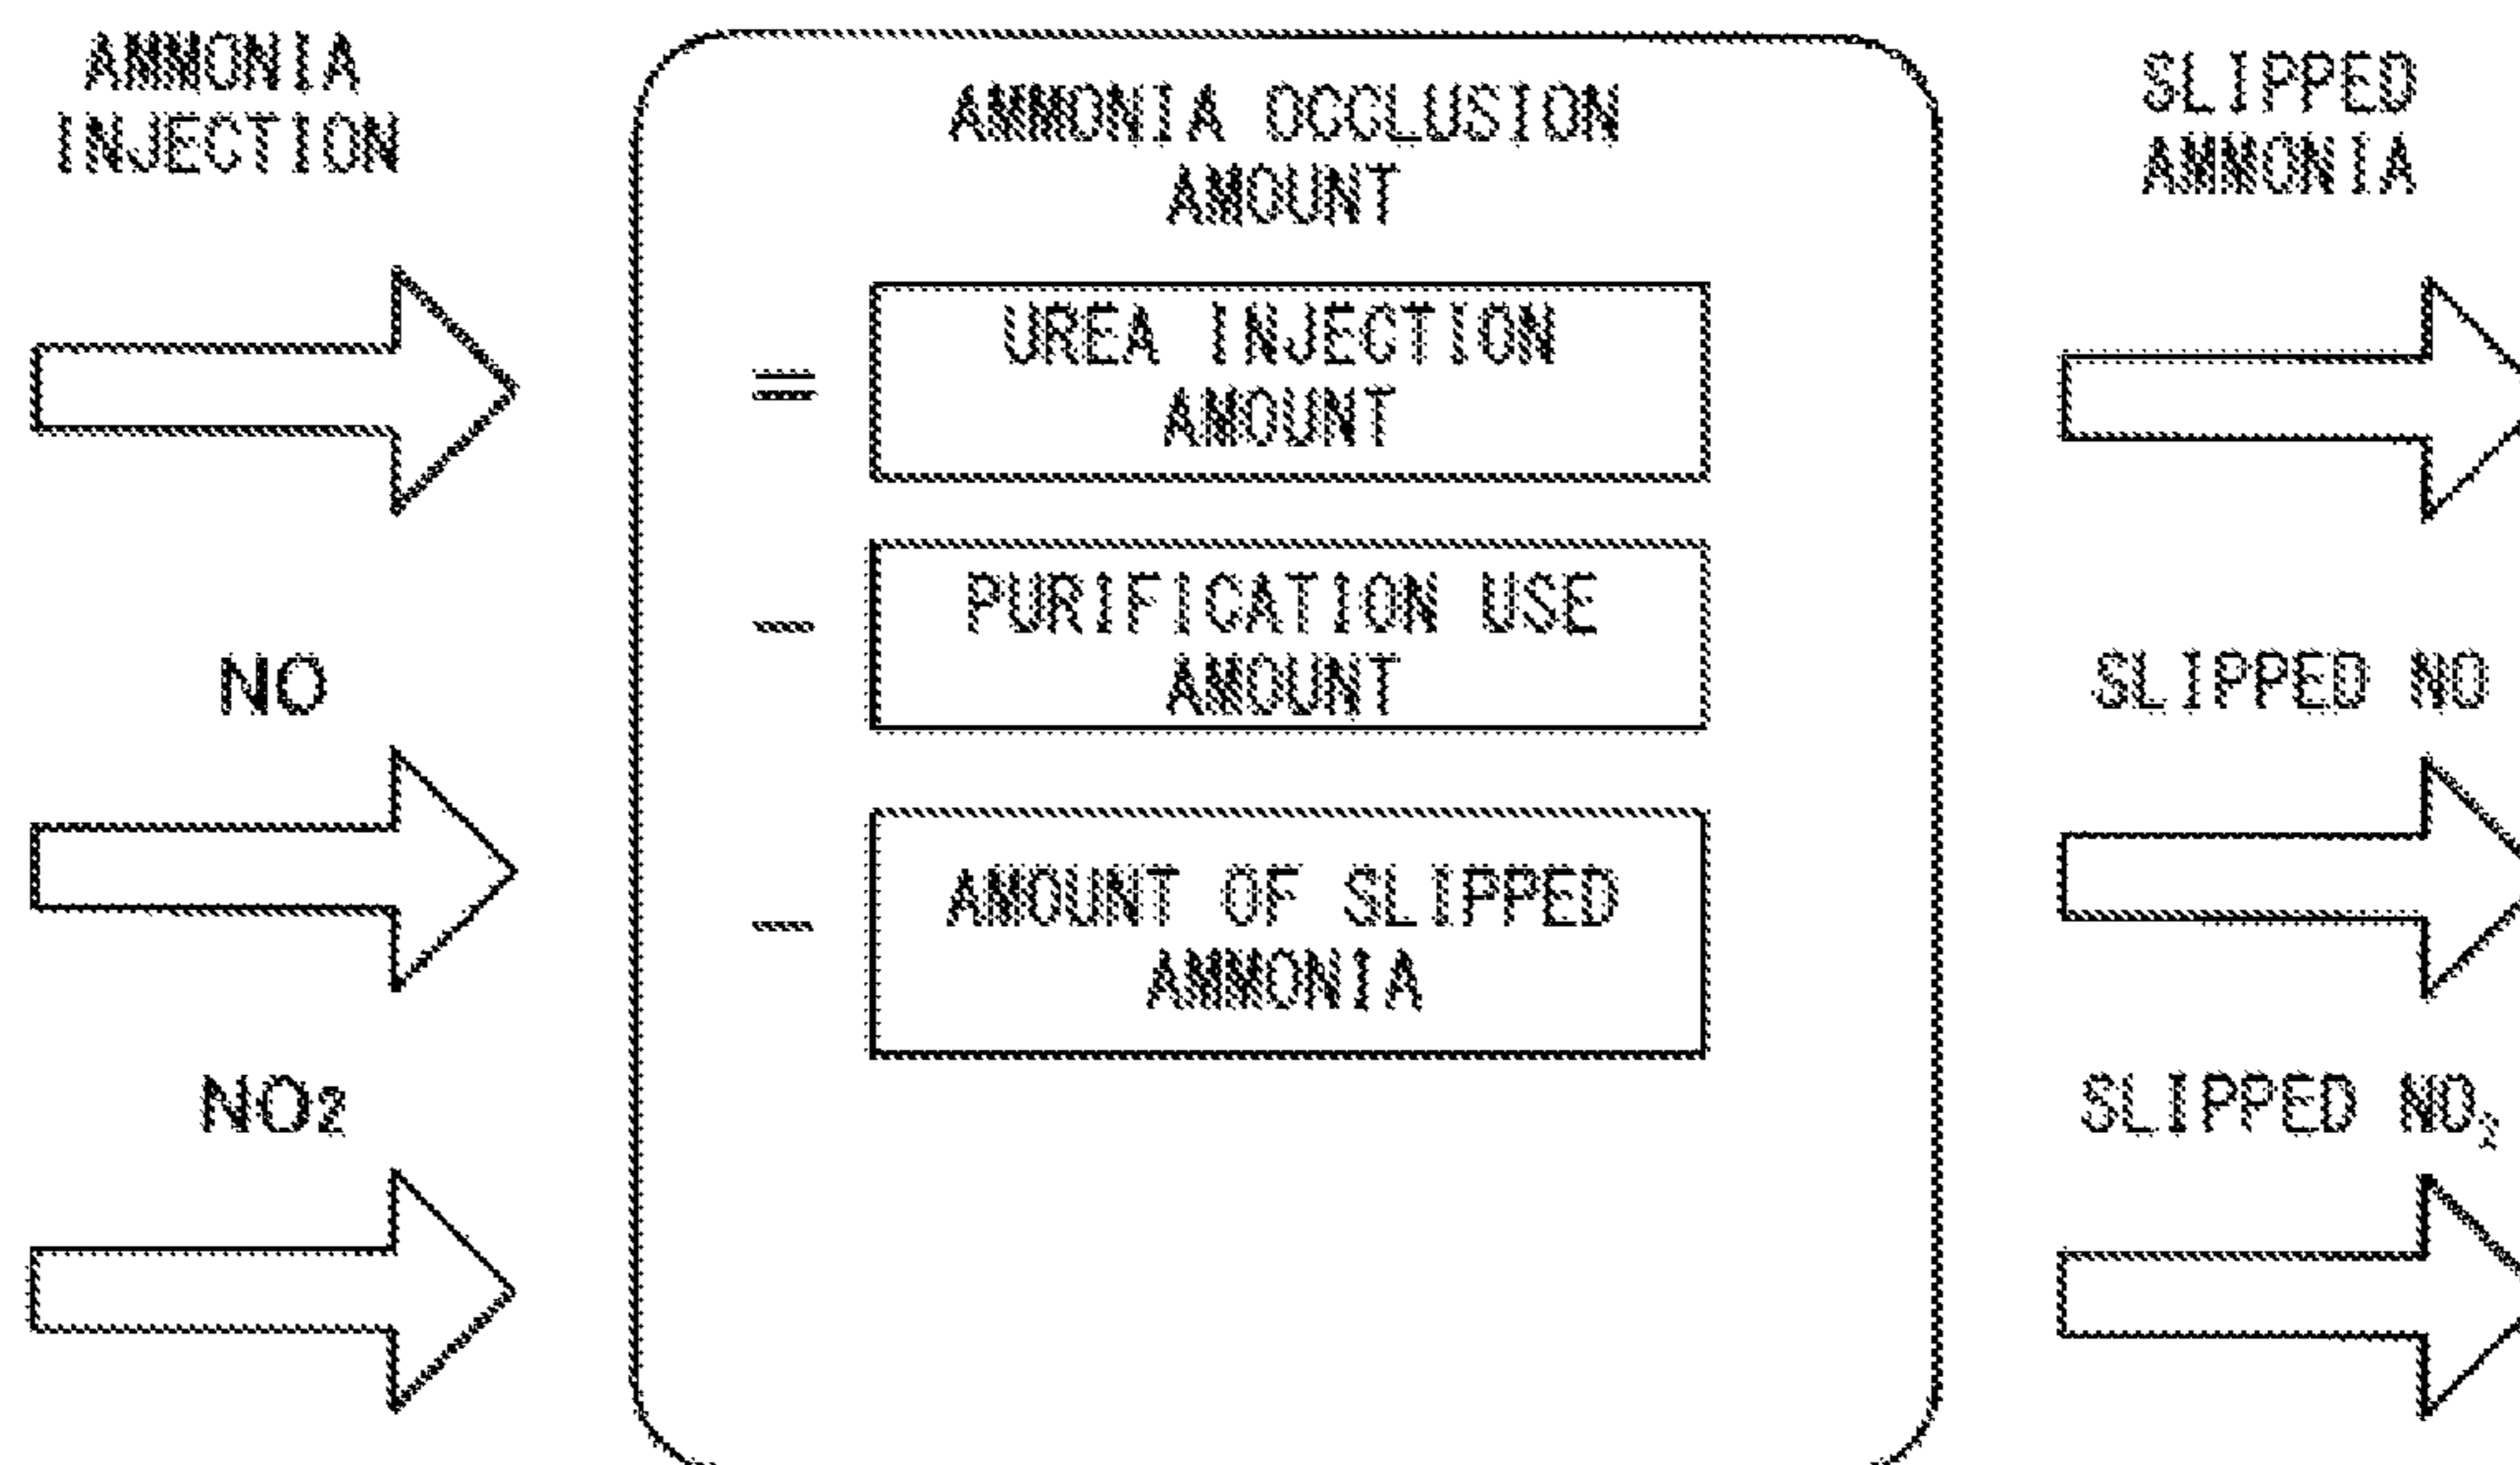 AMMONIA
INJECTION
NO
NO₂
AMMONIA OCCLUSION
AMOUNT
=
UREA INJECTION
AMOUNT
-
PURIFICATION USE
AMOUNT
-
AMOUNT OF SLIPPED
AMMONIA
SLIPPED
AMMONIA
SLIPPED NO
SLIPPED NO₂